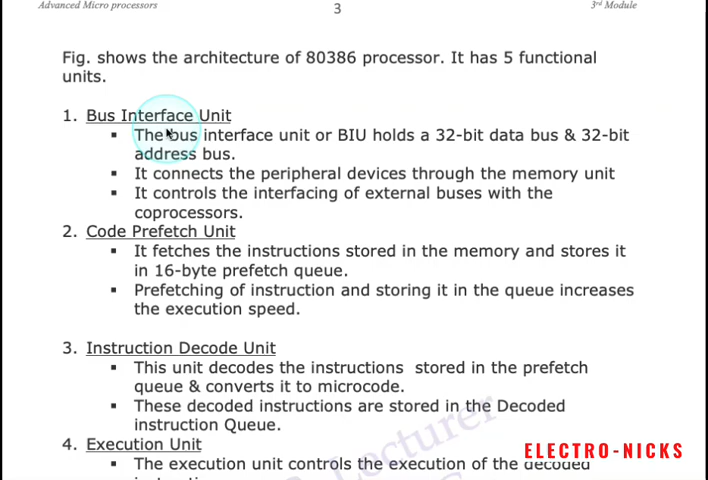 Advanced Micro processors
3
3rd Module
Fig. shows the architecture of 80386 processor. It has 5 functional
units.
1. Bus Interface Unit
▪ The bus interface unit or BIU holds a 32-bit data bus & 32-bit
address bus.
▪ It connects the peripheral devices through the memory unit
▪ It controls the interfacing of external buses with the
coprocessors.
2. Code Prefetch Unit
▪ It fetches the instructions stored in the memory and stores it
in 16-byte prefetch queue.
▪ Prefetching of instruction and storing it in the queue increases
the execution speed.
3. Instruction Decode Unit
▪ This unit decodes the instructions stored in the prefetch
queue & converts it to microcode.
▪ These decoded instructions are stored in the Decoded
instruction Queue.
Lecturer
4. Execution Unit
ELECTRO-NICKS
▪ The execution unit controls the execution of the decoded